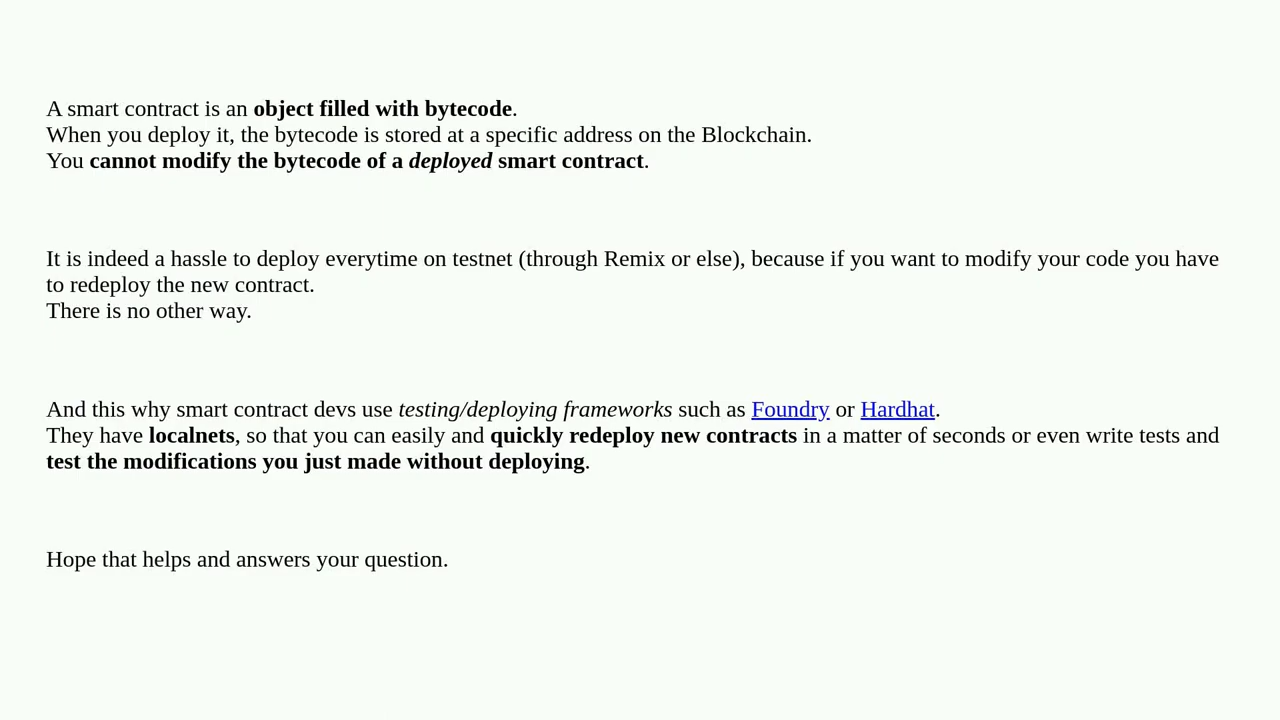 A smart contract is an object filled with bytecode.
When you deploy it, the bytecode is stored at a specific address on the Blockchain.
You cannot modify the bytecode of a deployed smart contract.
It is indeed a hassle to deploy everytime on testnet (through Remix or else), because if you want to modify your code you have
to redeploy the new contract.
There is no other way.
And this why smart contract devs use testing/deploying frameworks such as Foundry or Hardhat.
They have localnets, so that you can easily and quickly redeploy new contracts in a matter of seconds or even write tests and
test the modifications you just made without deploying.
Hope that helps and answers your question.